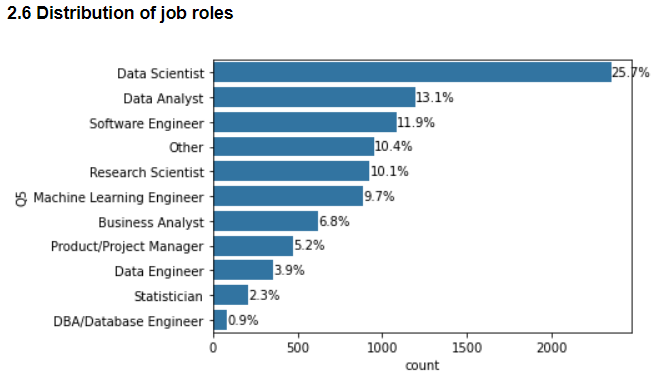 2.6 Distribution of job roles
Data Scientist 25.7%
Data Analyst 13.1%
Software Engineer 11.9%
Other 10.4%
Research Scientist 10.1%
Q5
Machine Learning Engineer 9.7%
Business Analyst 6.8%
Product/Project Manager 5.2%
Data Engineer 3.9%
Statistician 2.3%
DBA/Database Engineer 0.9%
0 500 1000 1500 2000
count